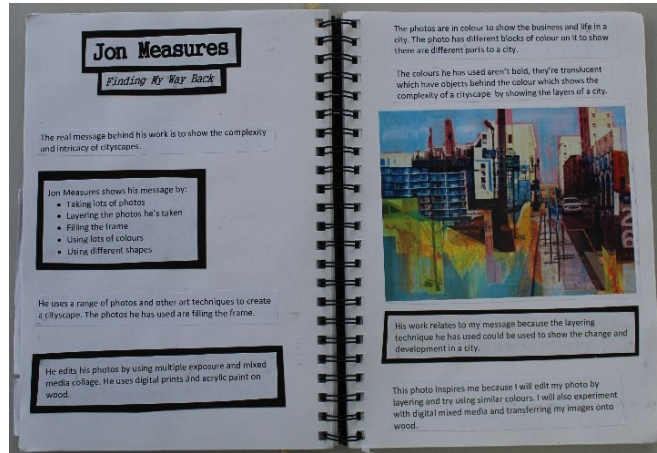 Jon Measures
Finding My Way Back
The real message behind his work is to show the complexity
and intricacy of cityscapes.
Jon Measures shows his message by:
• Taking lots of photos
• Layering the photos he's taken
• Filling the frame
• Using lots of colours
• Using different shapes
He uses a range of photos and other art techniques to create
a cityscape. The photos he has used are filling the frame.
He edits his photos by using multiple exposure and mixed
media collage. He uses digital prints and acrylic paint on
wood.
The photos are in colour to show the business and life in a
city. The photo has different blocks of colour on it to show
there are different parts to a city.
The colours he has used aren't bold, they're translucent
which have objects behind the colour which shows the
complexity of a cityscape by showing the layers of a city.
His work relates to my message because the layering
technique he has used could be used to show the change and
development in a city.
This photo inspires me because I will edit my photo by
layering and try using similar colours. I will also experiment
with digital mixed media and transferring my images onto
wood.